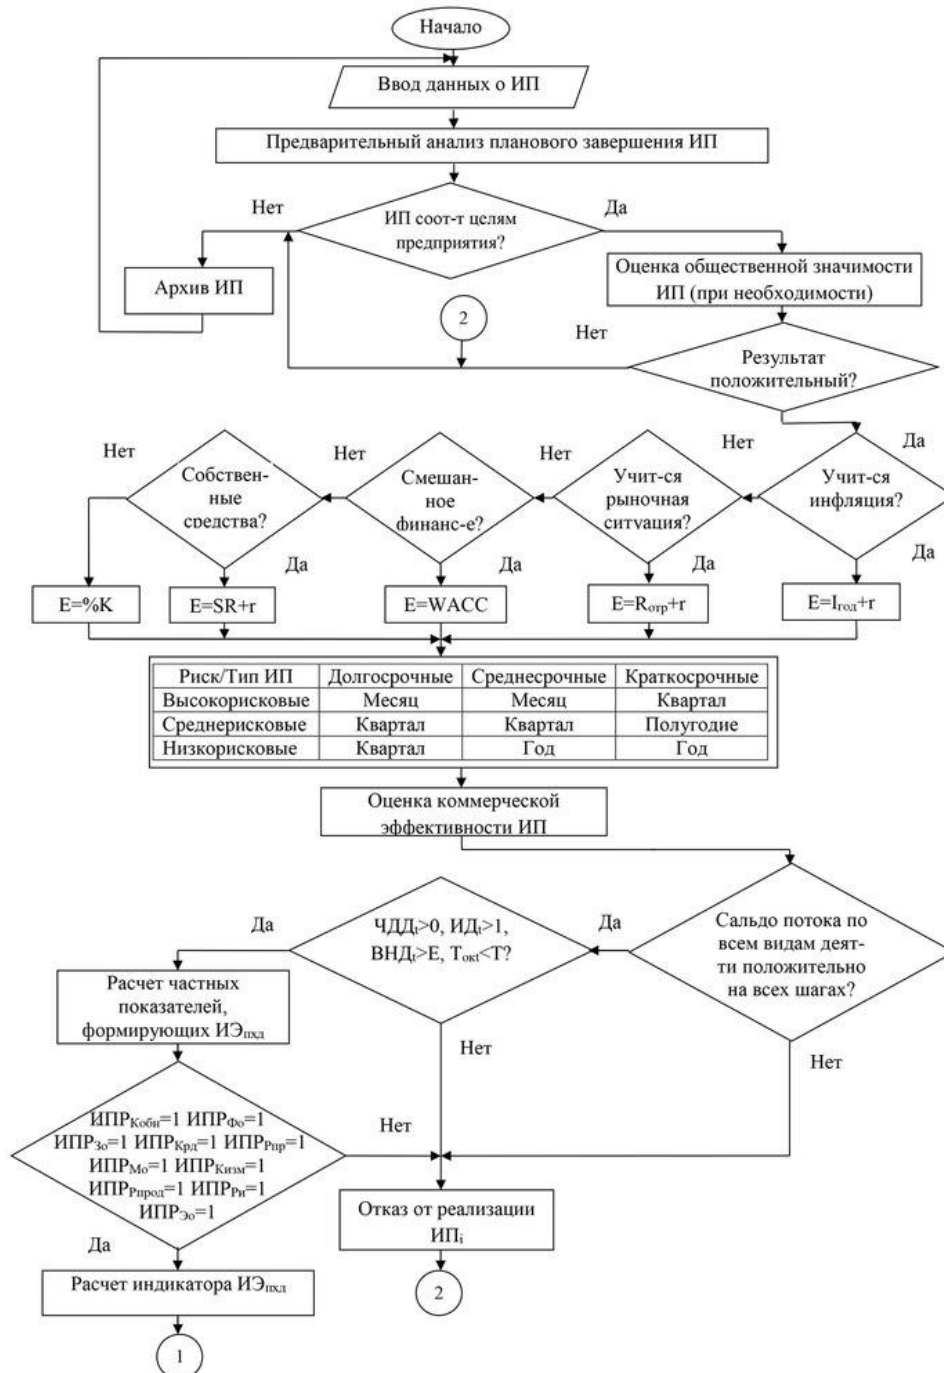 Начало
Ввод данных о ИП
Предварительный анализ планового завершения ИП
Нет
Да
ИП соот-т целям
предприятия?
Архив ИП
Оценка общественной значимости
ИП (при необходимости)
2
Нет
Результат
положительный?
Да
Нет
Собствен-
ные
средства?
Да
Нет
Смешан-
ное
финанс-е?
Да
Нет
Учит-ся
рыночная
ситуация?
Да
Нет
Учит-ся
инфляция?
Да
E=%K
E=SR+r
E=WACC
E=Rотр+r
E=Iгод+r
Риск/Тип ИП Долгосрочные Среднесрочные Краткосрочные
Высокорисковые Месяц Месяц Квартал
Среднерисковые Квартал Квартал Полугодие
Низкорисковые Квартал Год Год
Оценка коммерческой
эффективности ИП
Да
ЧДДt>0, ИДt>1,
ВНДt>E, Tокt<T?
Да
Сальдо потока по
всем видам деят-
ти положительно
на всех шагах?
Расчет частных
показателей,
формирующих ИЭпхд
Нет
Нет
ИПРКобн=1 ИПРФо=1
ИПРЗо=1 ИПРКрд=1 ИПРРпр=1
ИПРМо=1 ИПРКизм=1
ИПРРпрод=1 ИПРРи=1
ИПРЭо=1
Нет
Да
Отказ от реализации
ИПi
Расчет индикатора ИЭпхд
2
1